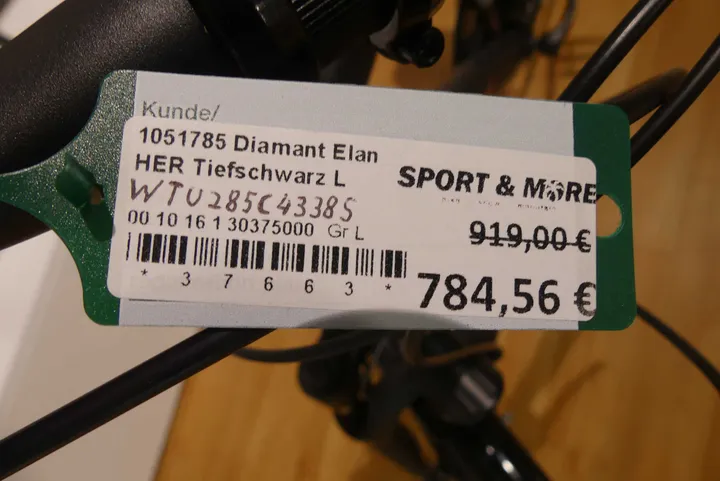 Kunde/
1051785 Diamant Elan
HER Tiefschwarz L
WTU285C4338S
SPORT & MORE
00 10 16 1 30375000 Gr L
919,00 €
* 3 7 6 6 3 *
784,56 €